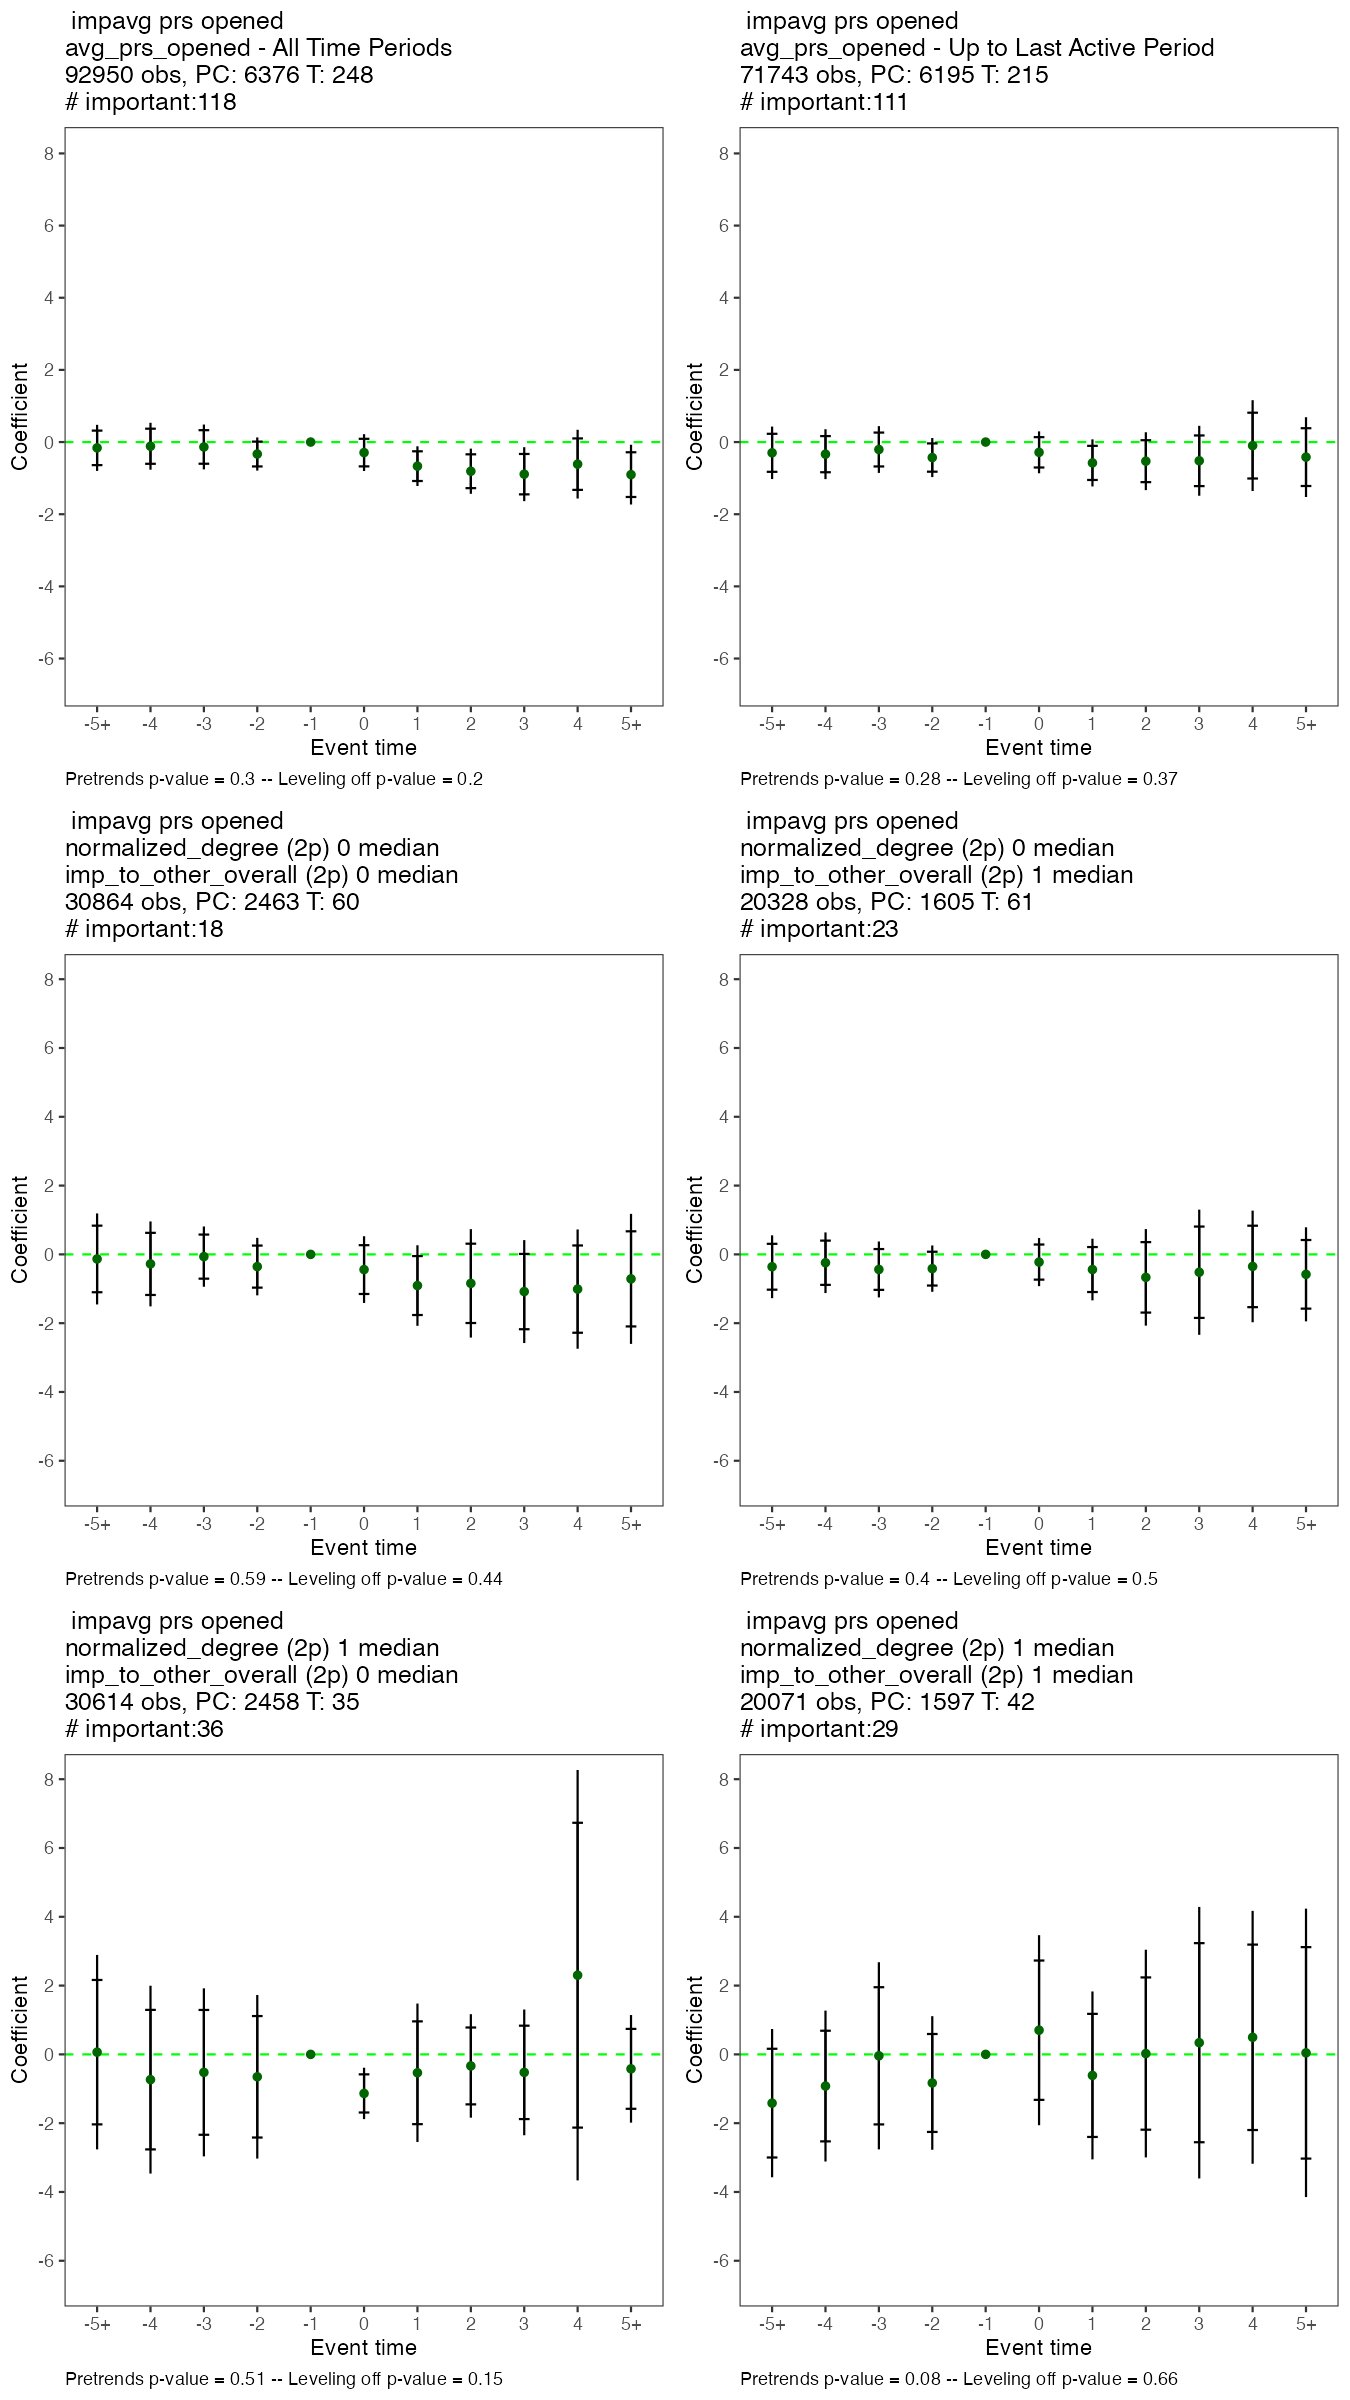 impavg prs opened
avg_prs_opened - All Time Periods
92950 obs, PC: 6376 T: 248
# important:118
8
6
4
2
0
-2
-4
-6
Coefficient
-5+ -4 -3 -2 -1 0 1 2 3 4 5+
Event time
Pretrends p-value = 0.3 -- Leveling off p-value = 0.2
impavg prs opened
avg_prs_opened - Up to Last Active Period
71743 obs, PC: 6195 T: 215
# important:111
8
6
4
2
0
-2
-4
-6
Coefficient
-5+ -4 -3 -2 -1 0 1 2 3 4 5+
Event time
Pretrends p-value = 0.28 -- Leveling off p-value = 0.37
impavg prs opened
normalized_degree (2p) 0 median
imp_to_other_overall (2p) 0 median
30864 obs, PC: 2463 T: 60
# important:18
8
6
4
2
0
-2
-4
-6
Coefficient
-5+ -4 -3 -2 -1 0 1 2 3 4 5+
Event time
Pretrends p-value = 0.59 -- Leveling off p-value = 0.44
impavg prs opened
normalized_degree (2p) 0 median
imp_to_other_overall (2p) 1 median
20328 obs, PC: 1605 T: 61
# important:23
8
6
4
2
0
-2
-4
-6
Coefficient
-5+ -4 -3 -2 -1 0 1 2 3 4 5+
Event time
Pretrends p-value = 0.4 -- Leveling off p-value = 0.5
impavg prs opened
normalized_degree (2p) 1 median
imp_to_other_overall (2p) 0 median
30614 obs, PC: 2458 T: 35
# important:36
8
6
4
2
0
-2
-4
-6
Coefficient
-5+ -4 -3 -2 -1 0 1 2 3 4 5+
Event time
Pretrends p-value = 0.51 -- Leveling off p-value = 0.15
impavg prs opened
normalized_degree (2p) 1 median
imp_to_other_overall (2p) 1 median
20071 obs, PC: 1597 T: 42
# important:29
8
6
4
2
0
-2
-4
-6
Coefficient
-5+ -4 -3 -2 -1 0 1 2 3 4 5+
Event time
Pretrends p-value = 0.08 -- Leveling off p-value = 0.66